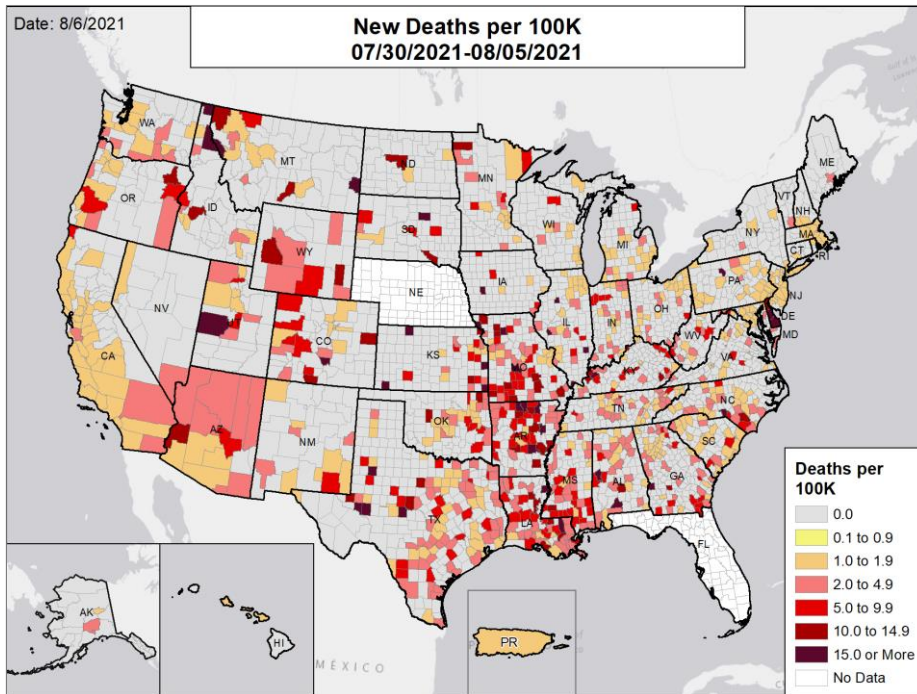 Date: 8/6/2021
New Deaths per 100K
07/30/2021-08/05/2021
WA
MT
ND
MN
ME
OR
ID
WY
SD
WI
MI
NY
VT
NH
MA
CT
RI
NV
UT
CO
NE
IA
IL
IN
OH
PA
NJ
DE
MD
CA
KS
MO
KY
WV
VA
AZ
NM
OK
AR
TN
NC
SC
TX
LA
MS
AL
GA
FL
AK
HI
MÉXICO
PR
Deaths per
100K
0.0
0.1 to 0.9
1.0 to 1.9
2.0 to 4.9
5.0 to 9.9
10.0 to 14.9
15.0 or More
No Data